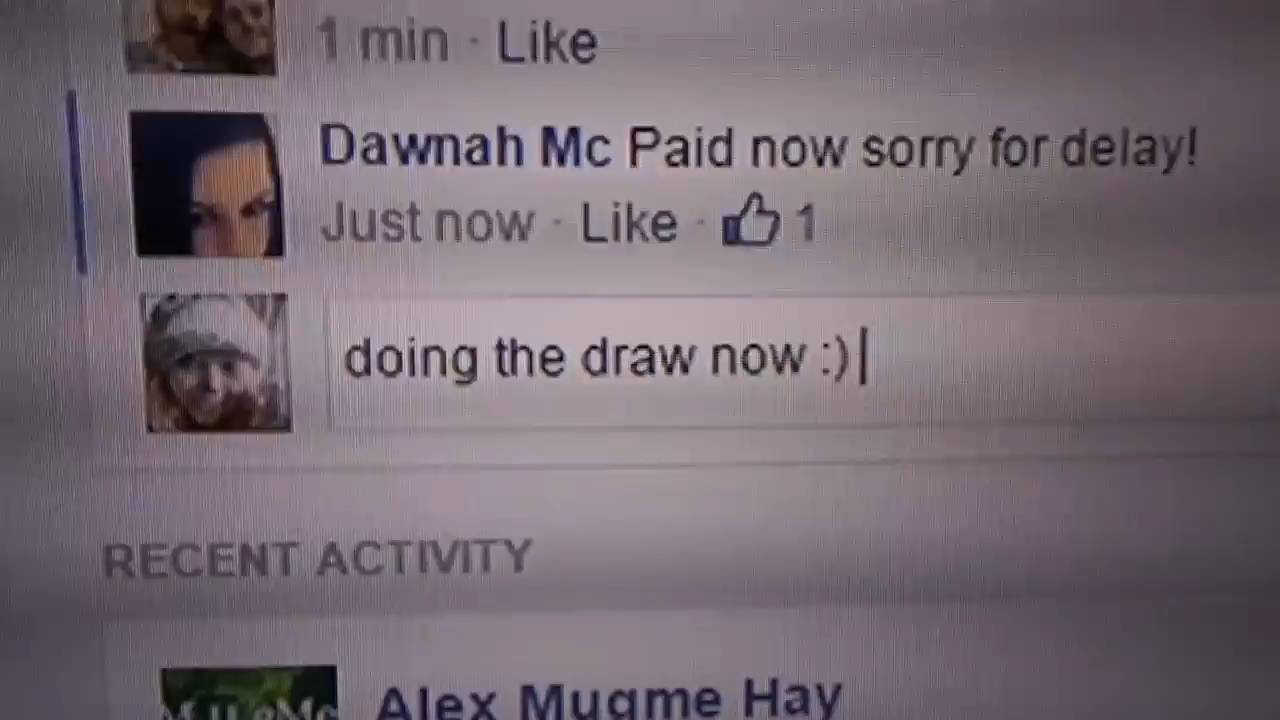 1 min · Like
Dawnah Mc Paid now sorry for delay!
Just now · Like · 1
doing the draw now :)
RECENT ACTIVITY
Alex Mugme Hay